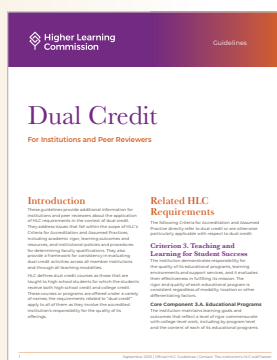 Higher Learning
Commission
Guidelines
Dual Credit
For Institutions and Peer Reviewers
Introduction
These guidelines provide additional information for
institutions and peer reviewers about the application
of HLC requirements in the context of dual credit.
They address issues that fall within the scope of HLC's
Criteria for Accreditation and Assumed Practices,
including academic rigor, learning outcomes and
resources, and institutional policies and procedures
for determining faculty qualifications. They also
provide a framework for consistency in evaluating
dual credit activities across all member institutions
and through all teaching modalities.
HLC defines dual credit courses as those that are
taught to high school students for which the students
receive both high school credit and college credit.
These courses or programs are offered under a variety
of names; the requirements related to "dual credit"
apply to all of them as they involve the accredited
institution's responsibility for the quality of its
offerings.
Related HLC
Requirements
The following Criteria for Accreditation and Assumed
Practice directly refer to dual credit or are otherwise
particularly applicable with respect to dual credit.
Criterion 3. Teaching and
Learning for Student Success
The institution demonstrates responsibility for
the quality of its educational programs, learning
environments and support services, and it evaluates
their effectiveness in fulfilling its mission. The
rigor and quality of each educational program is
consistent regardless of modality, location or other
differentiating factors.
Core Component 3.A. Educational Programs
The institution maintains learning goals, and
outcomes that reflect a level of rigor commensurate
with college-level work, including by program level
and the content of each of its educational programs.